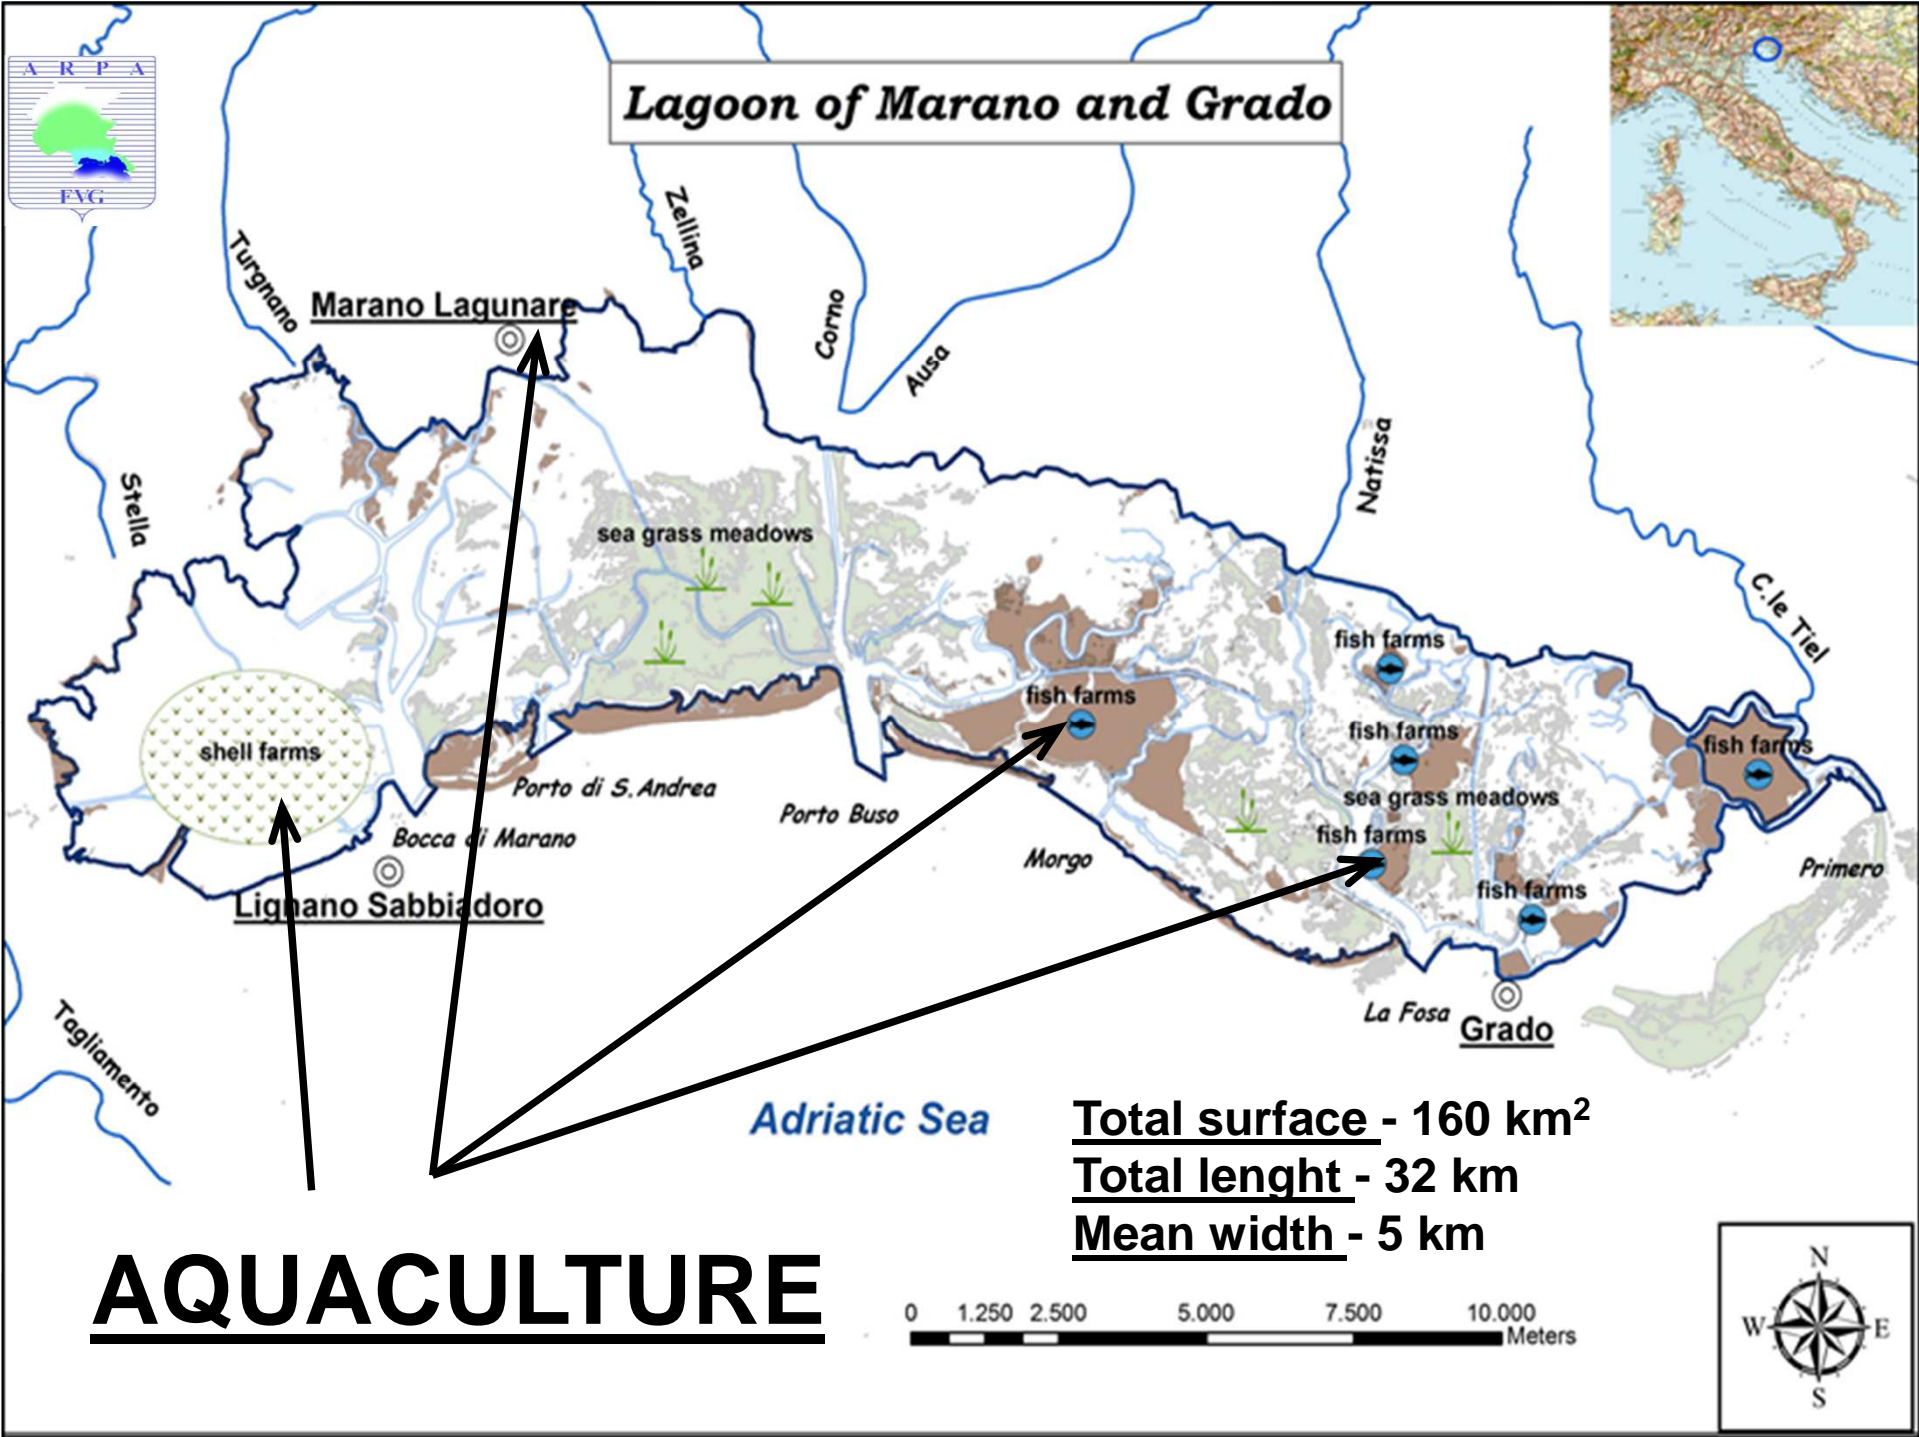 A R P A
FVG
Lagoon of Marano and Grado
Turgnano
Zellina
Marano Lagunare
Corno
Ausa
Natissa
Stella
sea grass meadows
C.le Tiel
fish farms
fish farms
fish farms
fish farms
shell farms
Porto di S. Andrea
sea grass meadows
Porto Buso
fish farms
Bocca di Marano
Morgo
Primero
fish farms
Lignano Sabbiadoro
La Fosa
Grado
Tagliamento
Adriatic Sea
Total surface - 160 km²
Total lenght - 32 km
Mean width - 5 km
AQUACULTURE
0 1.250 2.500 5.000 7.500 10.000
Meters
N
W E
S